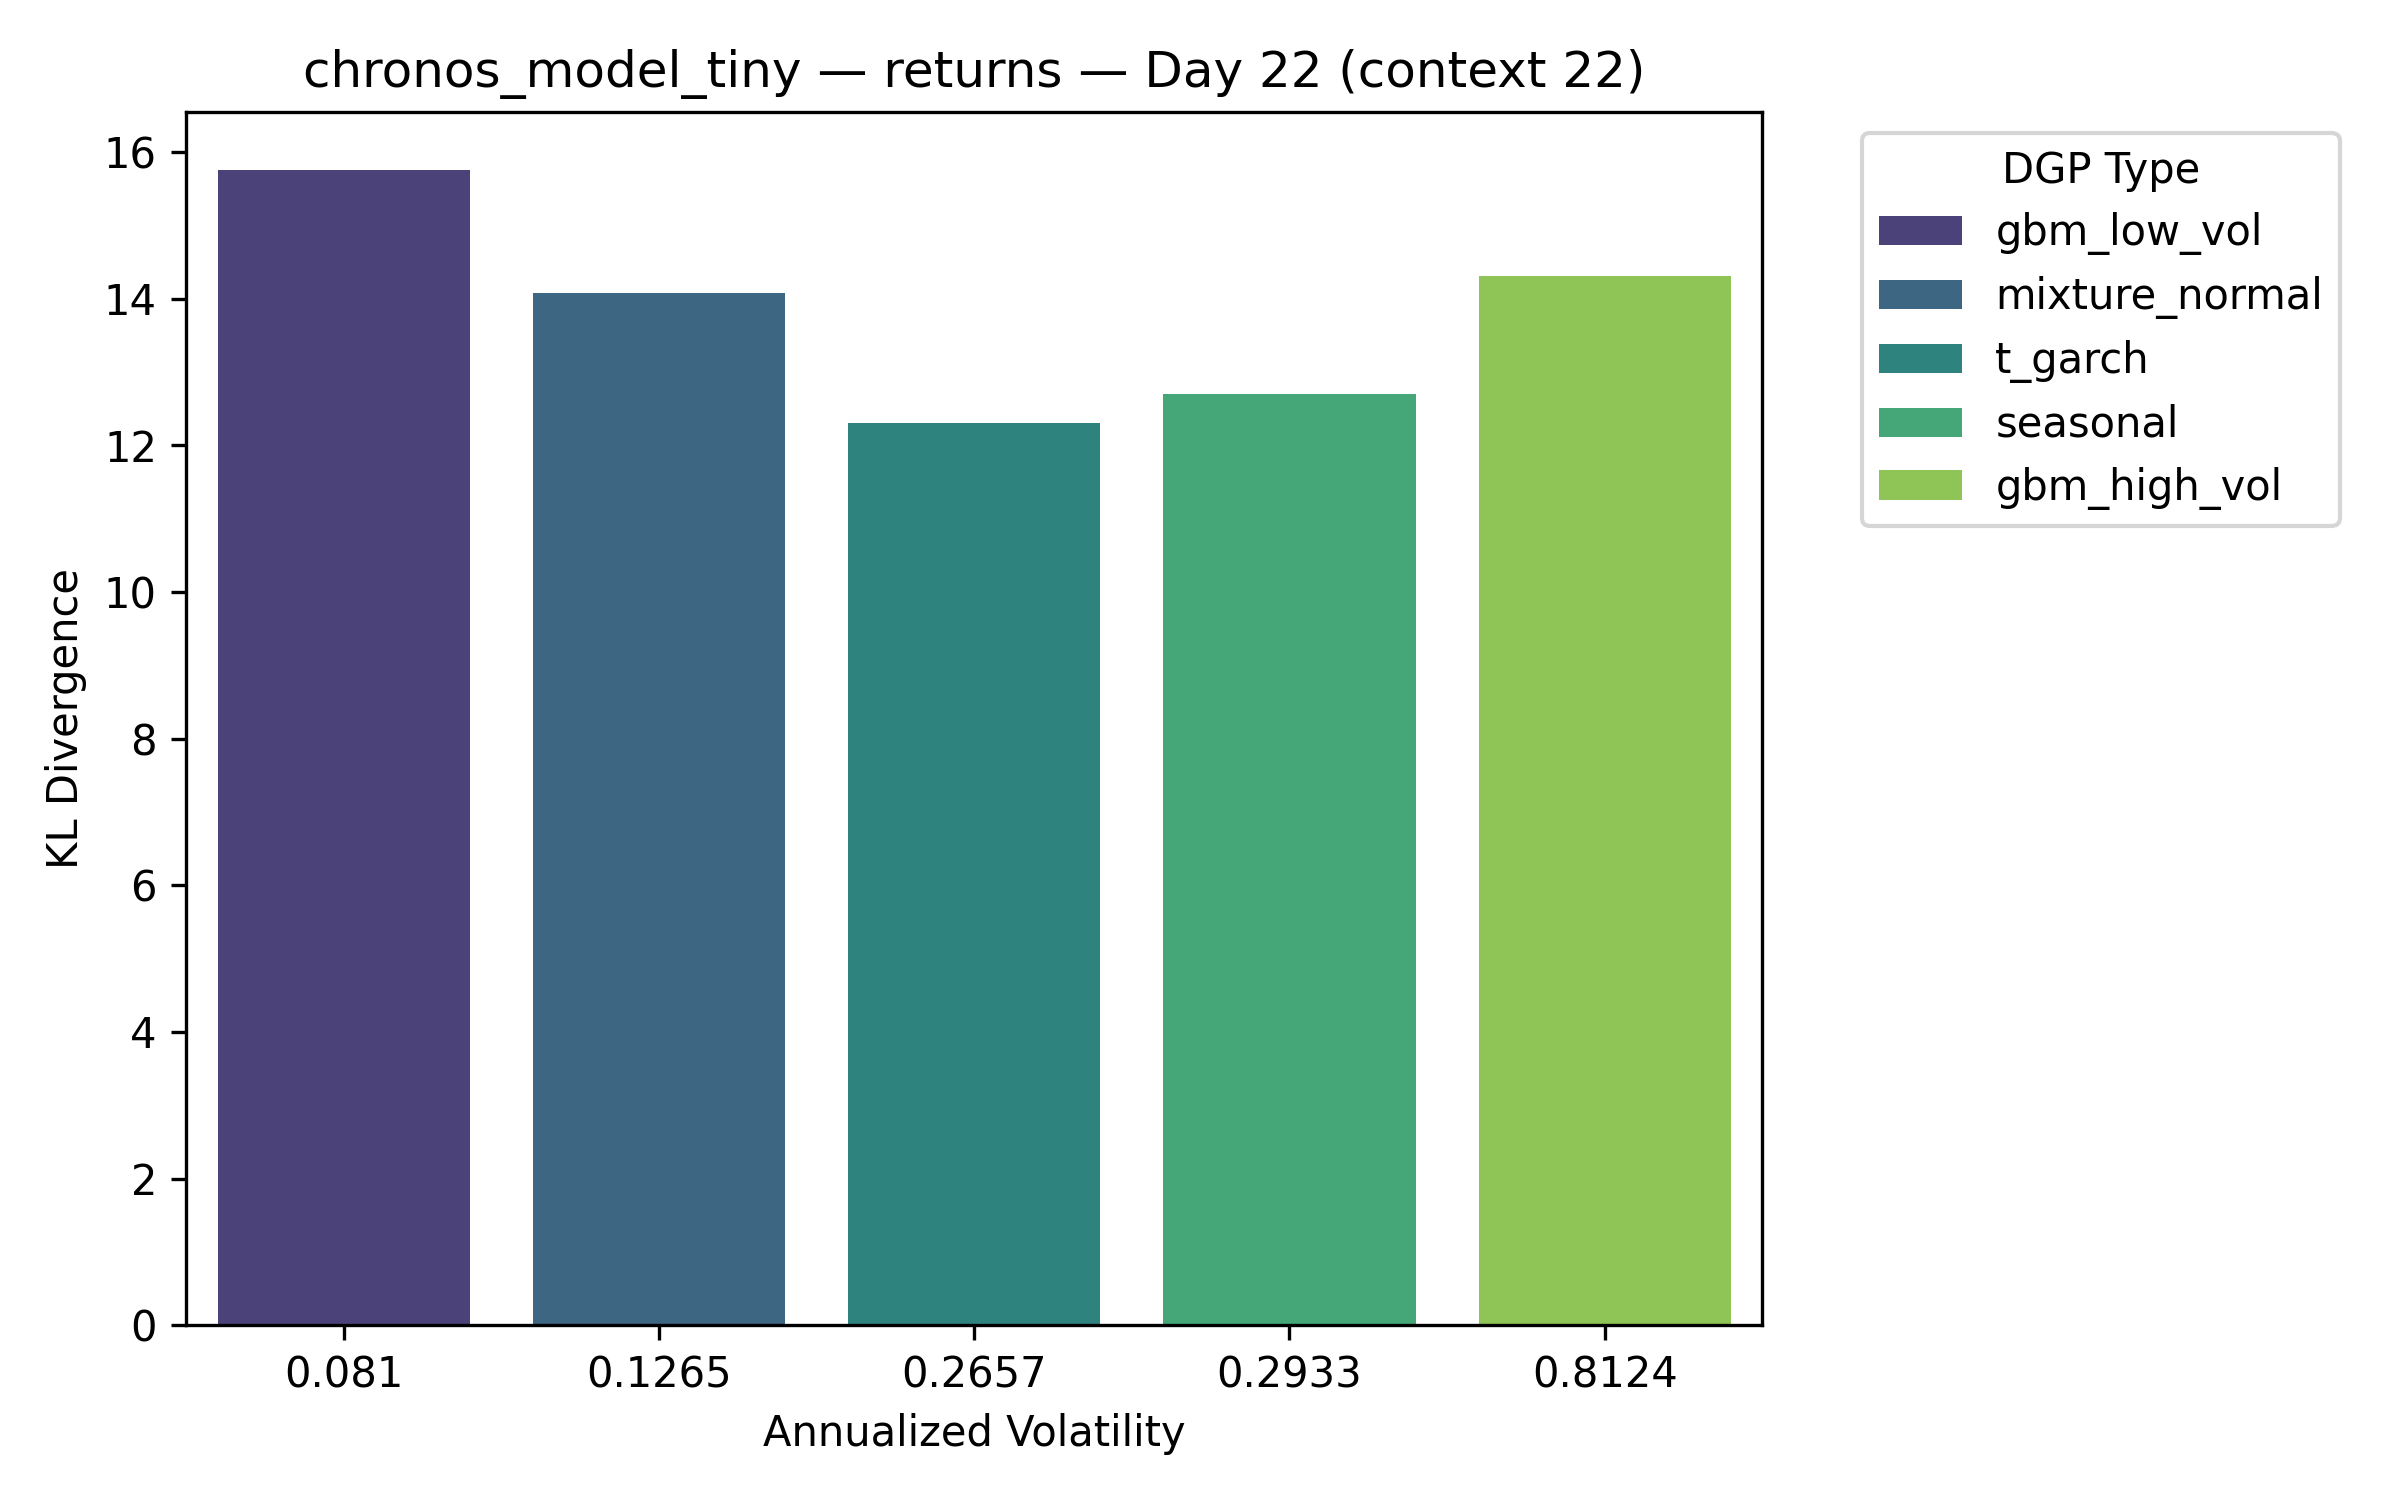 chronos_model_tiny — returns — Day 22 (context 22)
KL Divergence
16
14
12
10
8
6
4
2
0
0.081
0.1265
0.2657
0.2933
0.8124
Annualized Volatility
DGP Type
gbm_low_vol
mixture_normal
t_garch
seasonal
gbm_high_vol